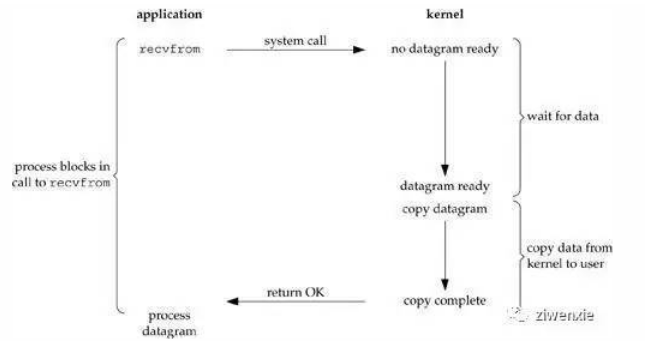 application
kernel
recvfrom
system call
no datagram ready
wait for data
process blocks in
call to recvfrom
datagram ready
copy datagram
copy data from
kernel to user
return OK
copy complete
process
datagram
ziwenxie